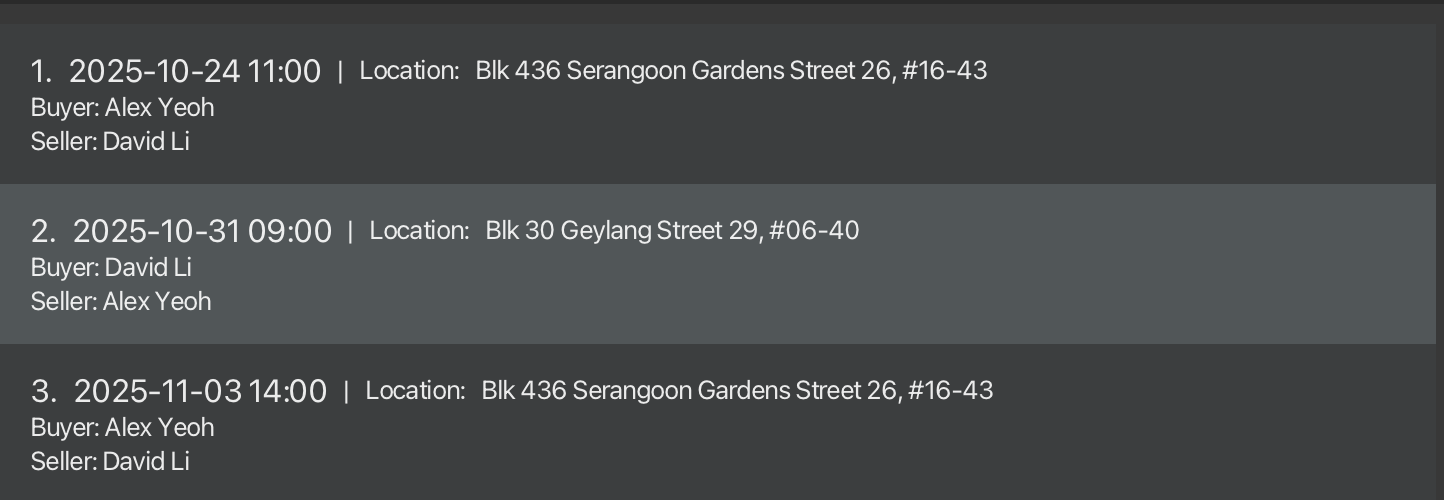 1. 2025-10-24 11:00 | Location: Blk 436 Serangoon Gardens Street 26, #16-43
Buyer: Alex Yeoh
Seller: David Li
2. 2025-10-31 09:00 | Location: Blk 30 Geylang Street 29, #06-40
Buyer: David Li
Seller: Alex Yeoh
3. 2025-11-03 14:00 | Location: Blk 436 Serangoon Gardens Street 26, #16-43
Buyer: Alex Yeoh
Seller: David Li